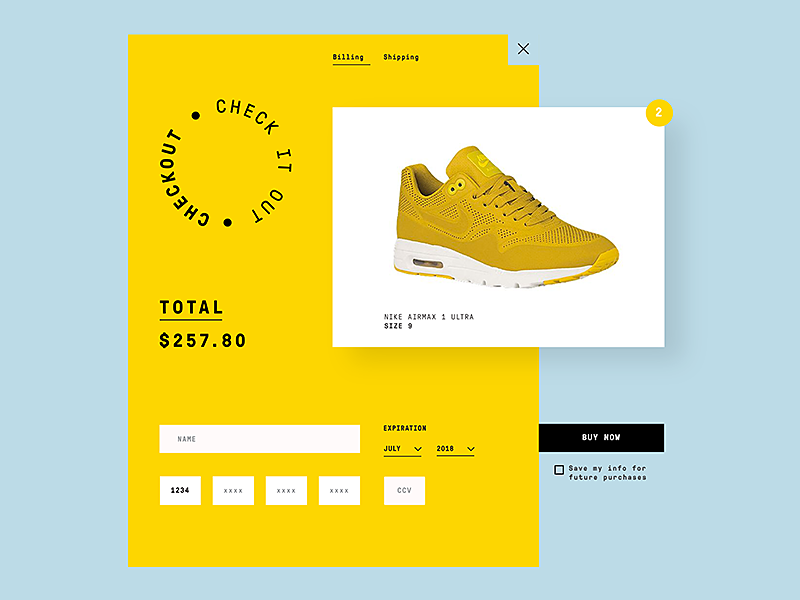 Billing Shipping
2
CHECK IT OUT
CHECKOUT
NIKE AIRMAX 1 ULTRA
SIZE 9
TOTAL
$257.80
NAME
EXPIRATION
JULY 2018
BUY NOW
Save my info for
future purchases
1234 xxxx xxxx xxxx CCV